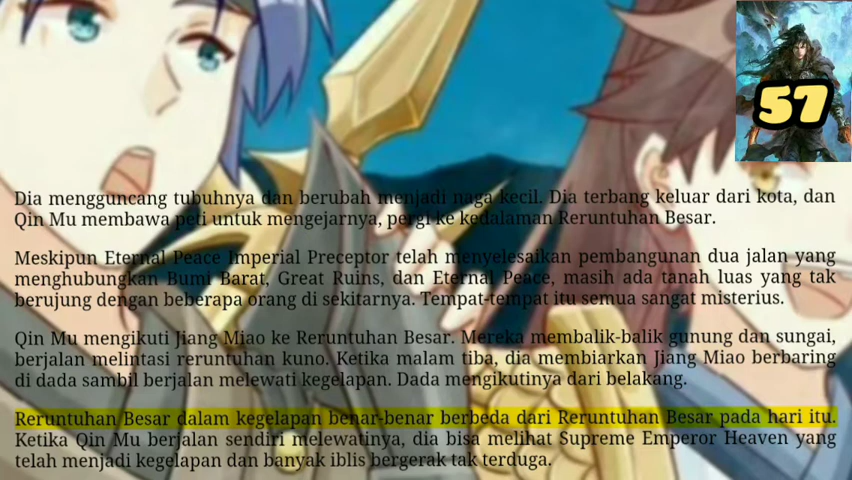 57
Dia mengguncang tubuhnya dan berubah menjadi naga kecil. Dia terbang keluar dari kota, dan
Qin Mu membawa peti untuk mengejarnya, pergi ke kedalaman Reruntuhan Besar.
Meskipun Eternal Peace Imperial Preceptor telah menyelesaikan pembangunan dua jalan yang
menghubungkan Bumi Barat, Great Ruins, dan Eternal Peace, masih ada tanah luas yang tak
berujung dengan beberapa orang di sekitarnya. Tempat-tempat itu semua sangat misterius.
Qin Mu mengikuti Jiang Miao ke Reruntuhan Besar. Mereka membalik-balik gunung dan sungai,
berjalan melintasi reruntuhan kuno. Ketika malam tiba, dia membiarkan Jiang Miao berbaring
di dada sambil berjalan melewati kegelapan. Dada mengikutinya dari belakang.
Reruntuhan Besar dalam kegelapan benar-benar berbeda dari Reruntuhan Besar pada hari itu.
Ketika Qin Mu berjalan sendiri melewatinya, dia bisa melihat Supreme Emperor Heaven yang
telah menjadi kegelapan dan banyak iblis bergerak tak terduga.